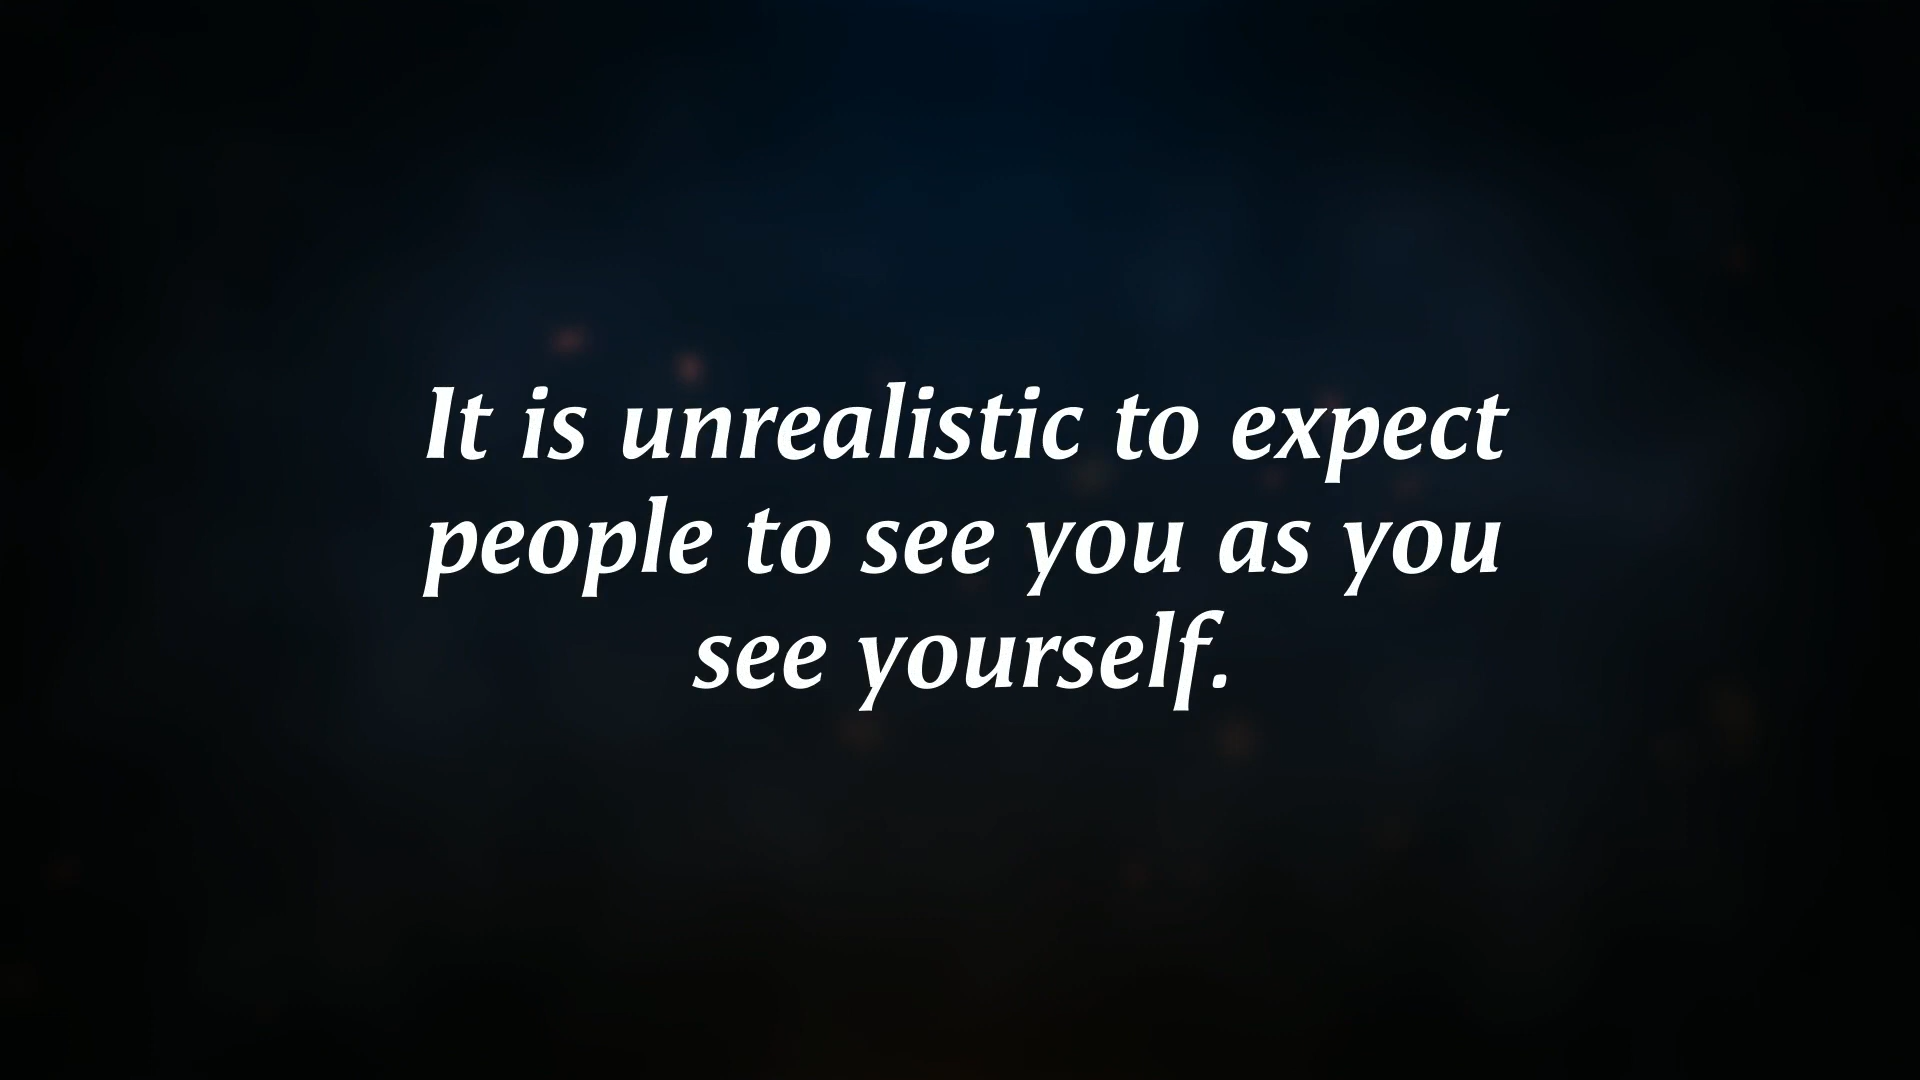 It is unrealistic to expect
people to see you as you
see yourself.